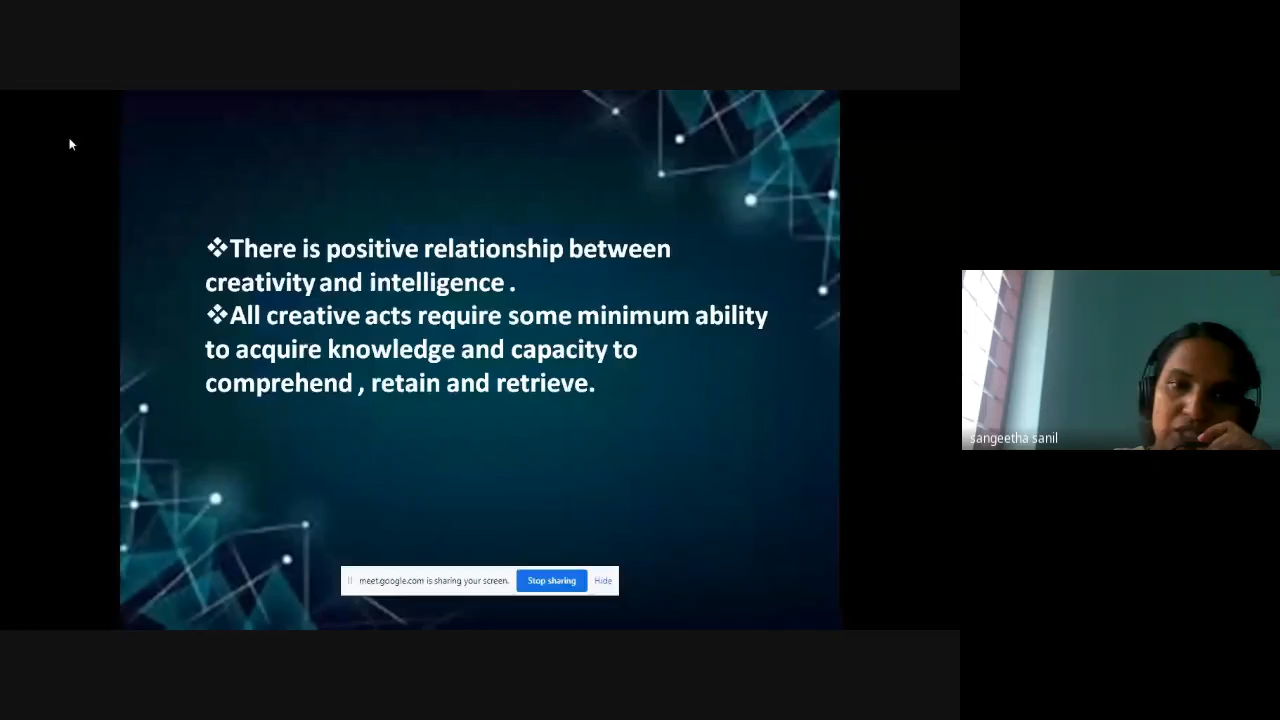 ❖There is positive relationship between
creativity and intelligence .
❖All creative acts require some minimum ability
to acquire knowledge and capacity to
comprehend , retain and retrieve.
sangeetha sanil
meet.google.com is sharing your screen. Stop sharing Hide